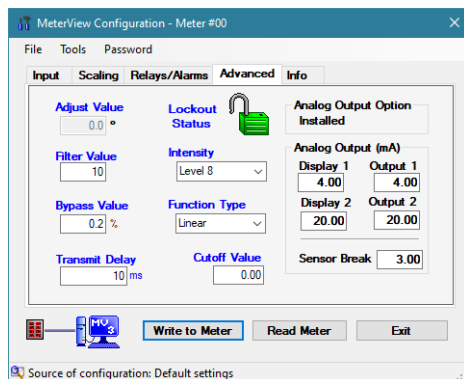 MeterView Configuration - Meter #00
File Tools Password
Input Scaling Relays/Alarms Advanced Info
Adjust Value
0.0 °
Lockout
Status
Analog Output Option
Installed
Filter Value
10
Intensity
Level 8
Analog Output (mA)
Display 1 Output 1
4.00 4.00
Bypass Value
0.2 %
Function Type
Linear
Display 2 Output 2
20.00 20.00
Transmit Delay
10 ms
Cutoff Value
0.00
Sensor Break 3.00
MV
3
Write to Meter Read Meter Exit
Source of configuration: Default settings